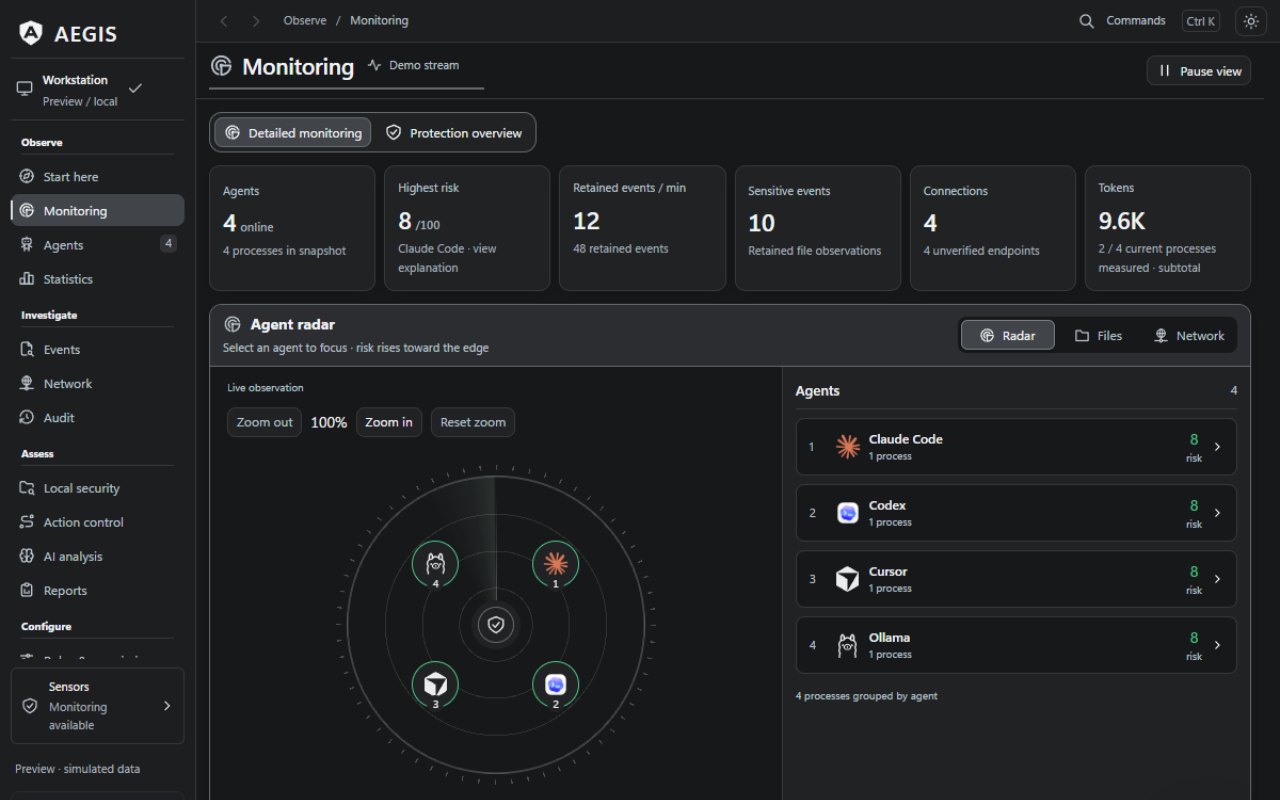 AEGIS
Workstation
Preview / local
Observe
Start here
Monitoring
Agents 4
Statistics
Investigate
Events
Network
Audit
Assess
Local security
Action control
AI analysis
Reports
Configure
Sensors
Monitoring
available
Preview · simulated data
Observe / Monitoring
Commands Ctrl K
Monitoring Demo stream
Pause view
Detailed monitoring Protection overview
Agents
4 online
4 processes in snapshot
Highest risk
8 /100
Claude Code · view
explanation
Retained events / min
12
48 retained events
Sensitive events
10
Retained file observations
Connections
4
4 unverified endpoints
Tokens
9.6K
2 / 4 current processes
measured · subtotal
Agent radar
Select an agent to focus · risk rises toward the edge
Radar Files Network
Live observation
Zoom out 100% Zoom in Reset zoom
4
1
3
2
Agents 4
1 Claude Code 8
1 process risk
2 Codex 8
1 process risk
3 Cursor 8
1 process risk
4 Ollama 8
1 process risk
4 processes grouped by agent